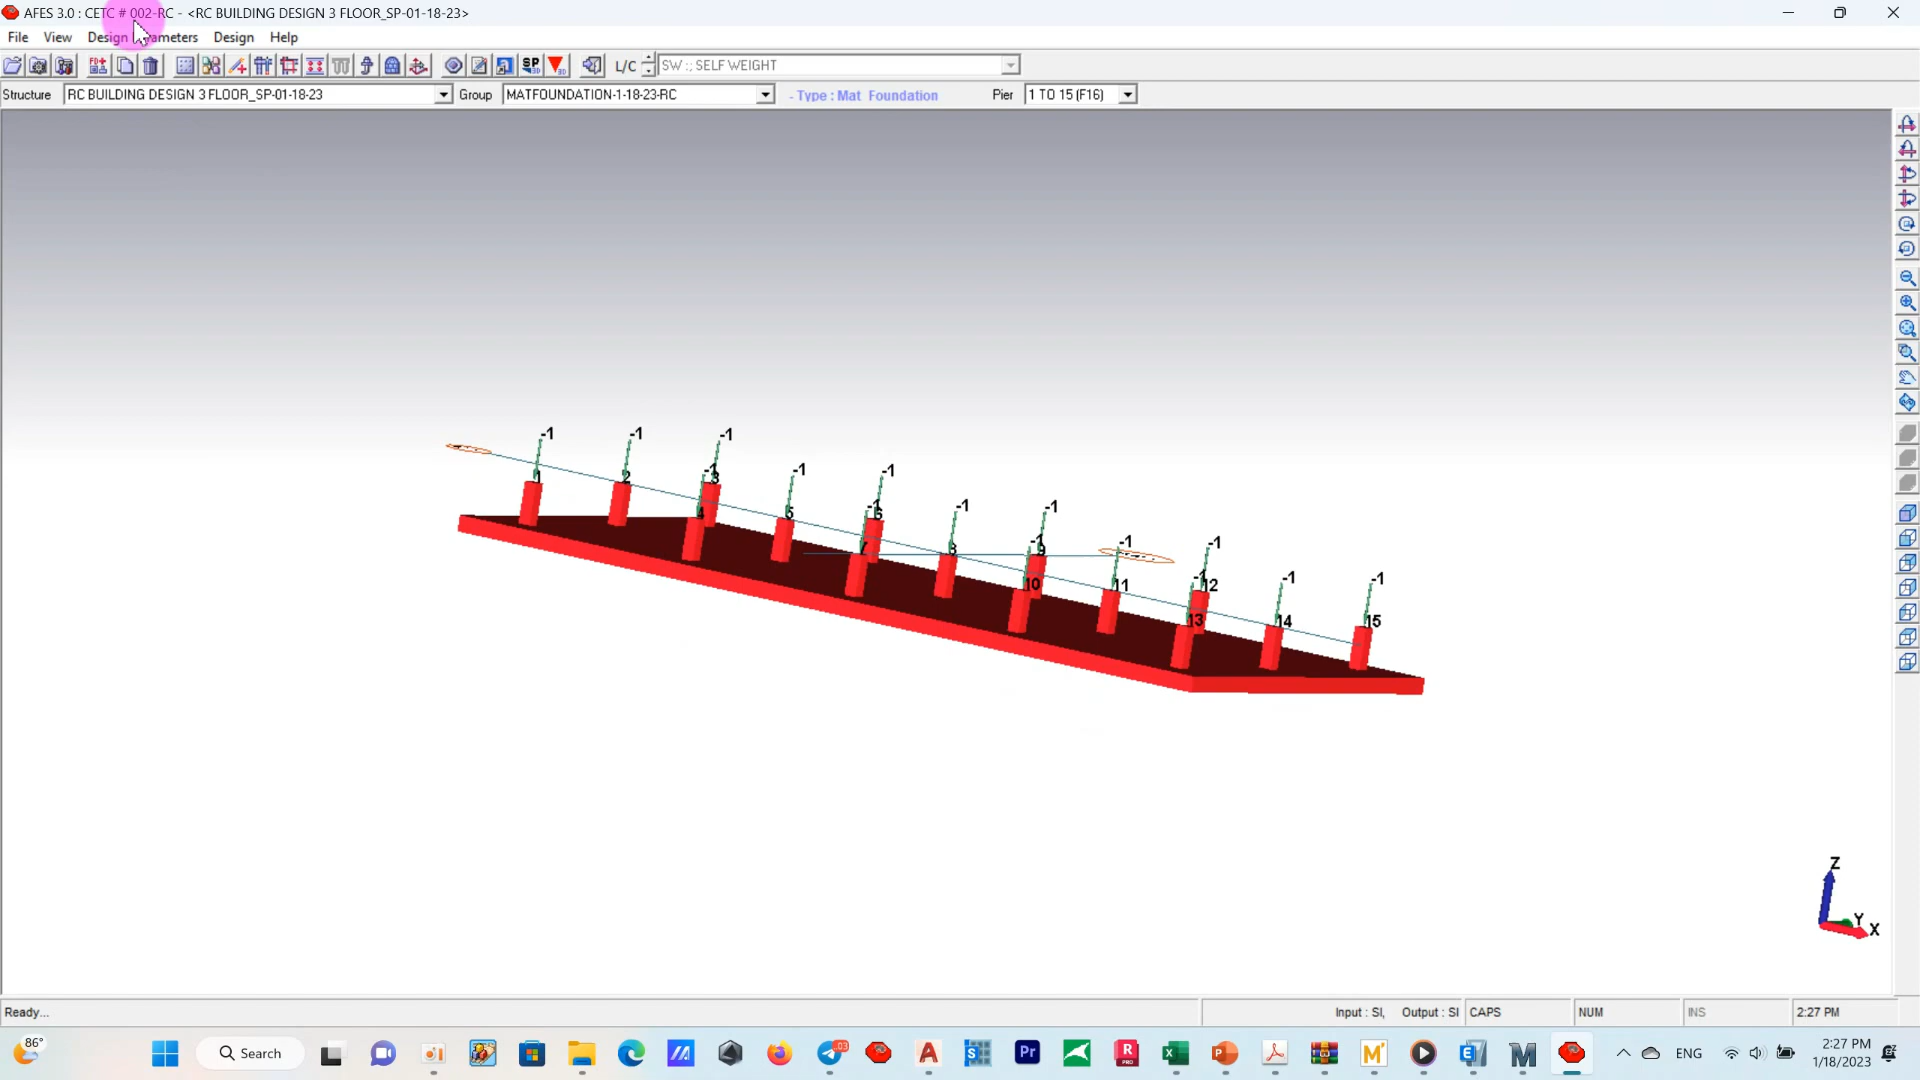 AFES 3.0 : CETC # 002-RC - <RC BUILDING DESIGN 3 FLOOR_SP-01-18-23>
File View Design Parameters Design Help
L/C SW :; SELF WEIGHT
Structure RC BUILDING DESIGN 3 FLOOR_SP-01-18-23 Group MATFOUNDATION-1-18-23-RC - Type : Mat Foundation Pier 1 TO 15 (F16)
-1 -1 -1
1 2 -1 3 -1 -1
4 5 -1 6 -1 -1
7 8 -1 9 -1 -1
10 11 -1 12 -1 -1
13 14 15
Z
Y
X
Ready... Input : SI, Output : SI CAPS NUM INS 2:27 PM
86° Search ENG 2:27 PM
1/18/2023